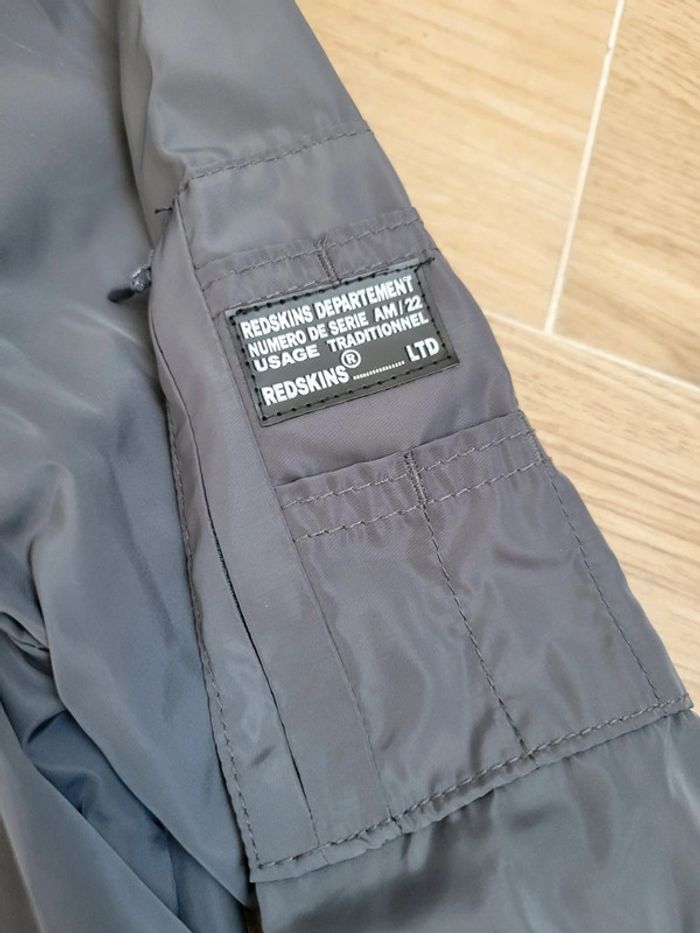 REDSKINS DEPARTEMENT
NUMERO DE SERIE AM/22
USAGE TRADITIONNEL
REDSKINS ® ................ LTD